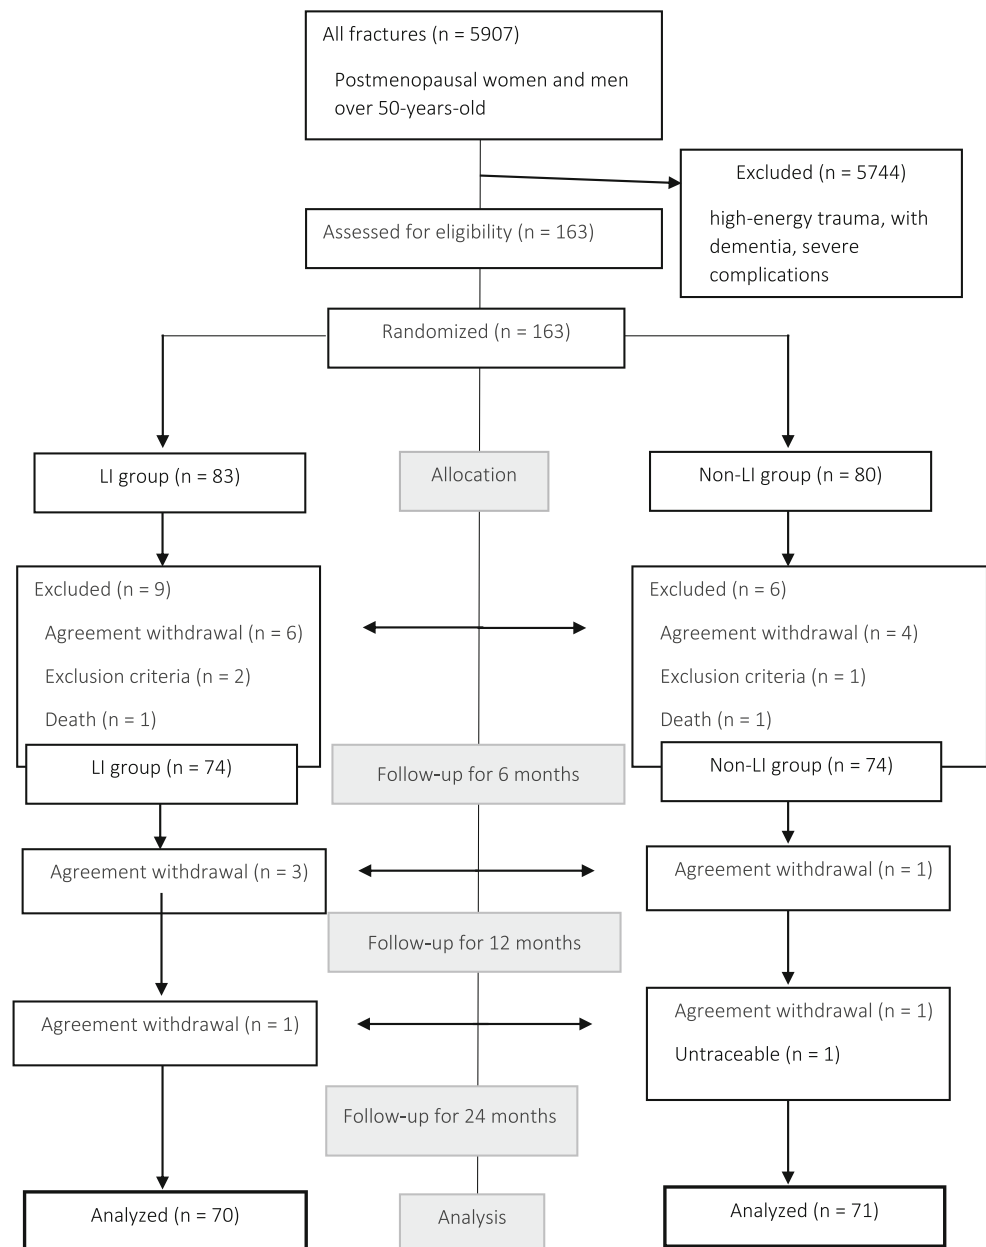 All fractures (n = 5907)
Postmenopausal women and men
over 50-years-old
Excluded (n = 5744)
high-energy trauma, with
dementia, severe
complications
Assessed for eligibility (n = 163)
Randomized (n = 163)
LI group (n = 83)
Allocation
Non-LI group (n = 80)
Excluded (n = 9)
Agreement withdrawal (n = 6)
Exclusion criteria (n = 2)
Death (n = 1)
Excluded (n = 6)
Agreement withdrawal (n = 4)
Exclusion criteria (n = 1)
Death (n = 1)
LI group (n = 74)
Follow-up for 6 months
Non-LI group (n = 74)
Agreement withdrawal (n = 3)
Agreement withdrawal (n = 1)
Follow-up for 12 months
Agreement withdrawal (n = 1)
Agreement withdrawal (n = 1)
Untraceable (n = 1)
Follow-up for 24 months
Analyzed (n = 70)
Analysis
Analyzed (n = 71)